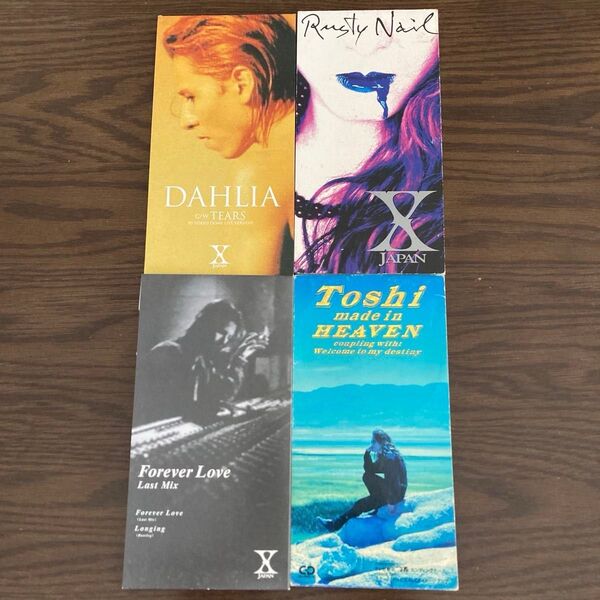 DAHLIA
C/W TEARS
X
JAPAN
Rusty Nail
X
JAPAN
Forever Love
Last Mix
Forever Love
(Last Mix)
Longing
X
JAPAN
Toshi
made in
HEAVEN
coupling with:
Welcome to my destiny
CD